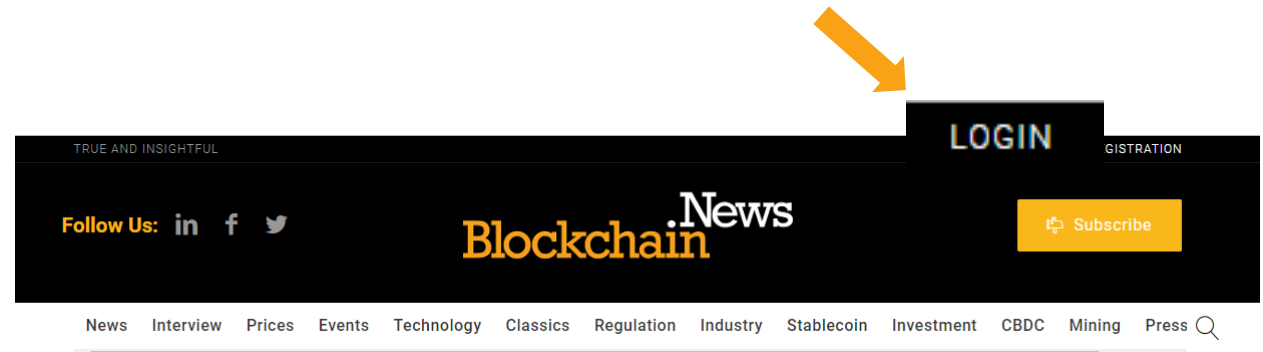 LOGIN
TRUE AND INSIGHTFUL
GISTRATION
Follow Us:
Blockchain.News
Subscribe
News Interview Prices Events Technology Classics Regulation Industry Stablecoin Investment CBDC Mining Press